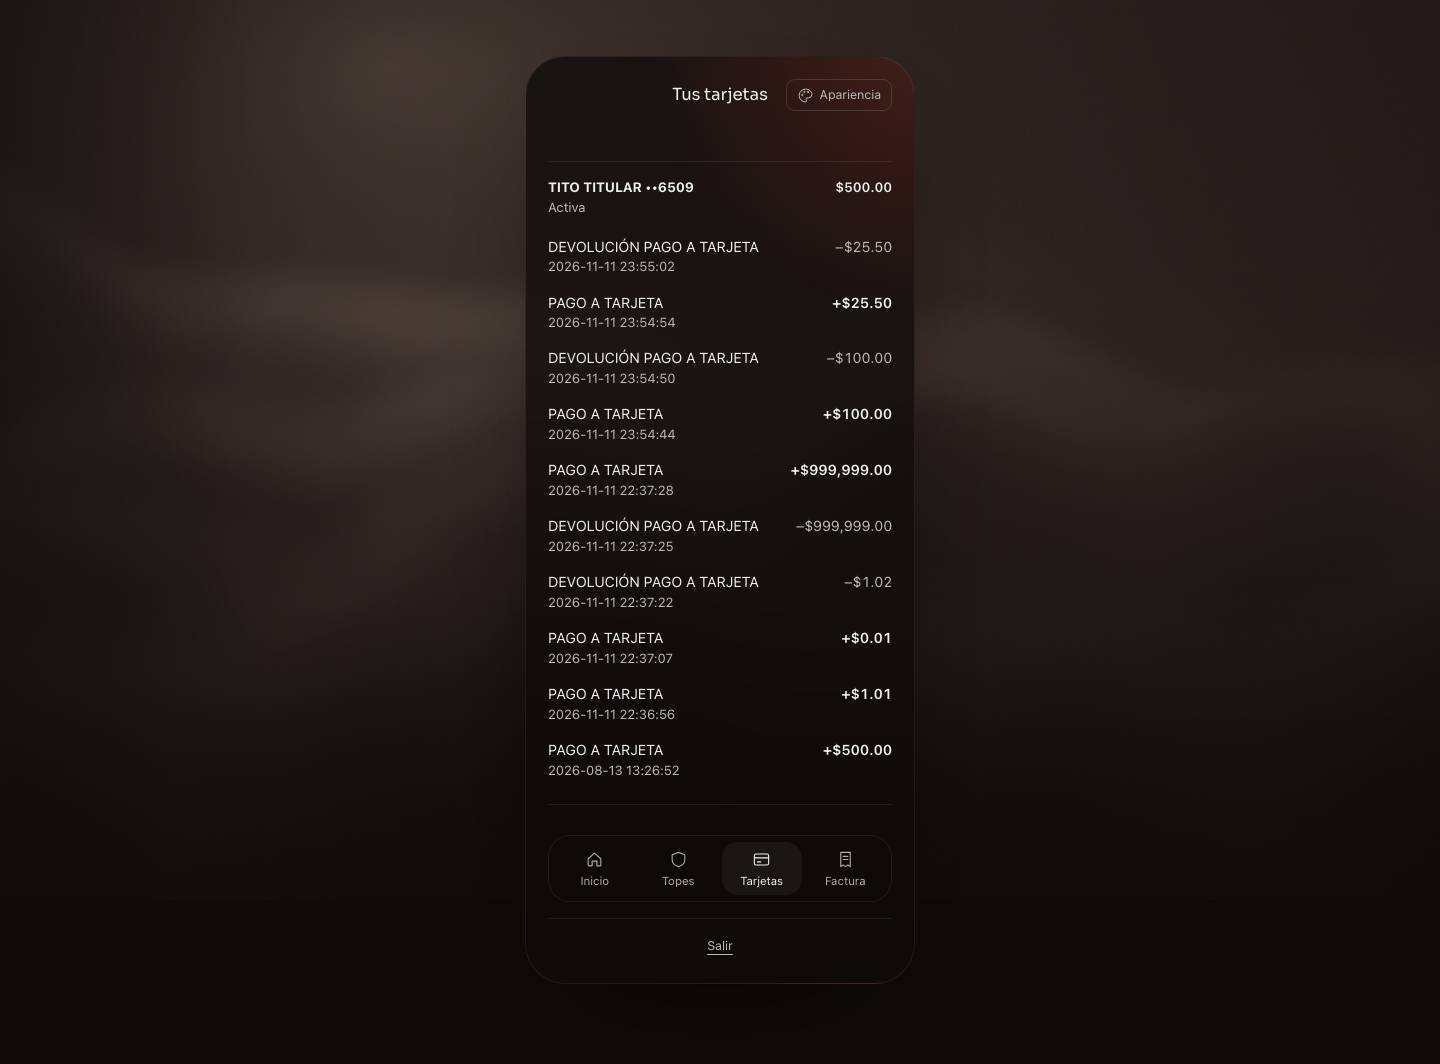 Tus tarjetas
Apariencia
TITO TITULAR ••6509 $500.00
Activa
DEVOLUCIÓN PAGO A TARJETA –$25.50
2026-11-11 23:55:02
PAGO A TARJETA +$25.50
2026-11-11 23:54:54
DEVOLUCIÓN PAGO A TARJETA –$100.00
2026-11-11 23:54:50
PAGO A TARJETA +$100.00
2026-11-11 23:54:44
PAGO A TARJETA +$999,999.00
2026-11-11 22:37:28
DEVOLUCIÓN PAGO A TARJETA –$999,999.00
2026-11-11 22:37:25
DEVOLUCIÓN PAGO A TARJETA –$1.02
2026-11-11 22:37:22
PAGO A TARJETA +$0.01
2026-11-11 22:37:07
PAGO A TARJETA +$1.01
2026-11-11 22:36:56
PAGO A TARJETA +$500.00
2026-08-13 13:26:52
Inicio Topes Tarjetas Factura
Salir